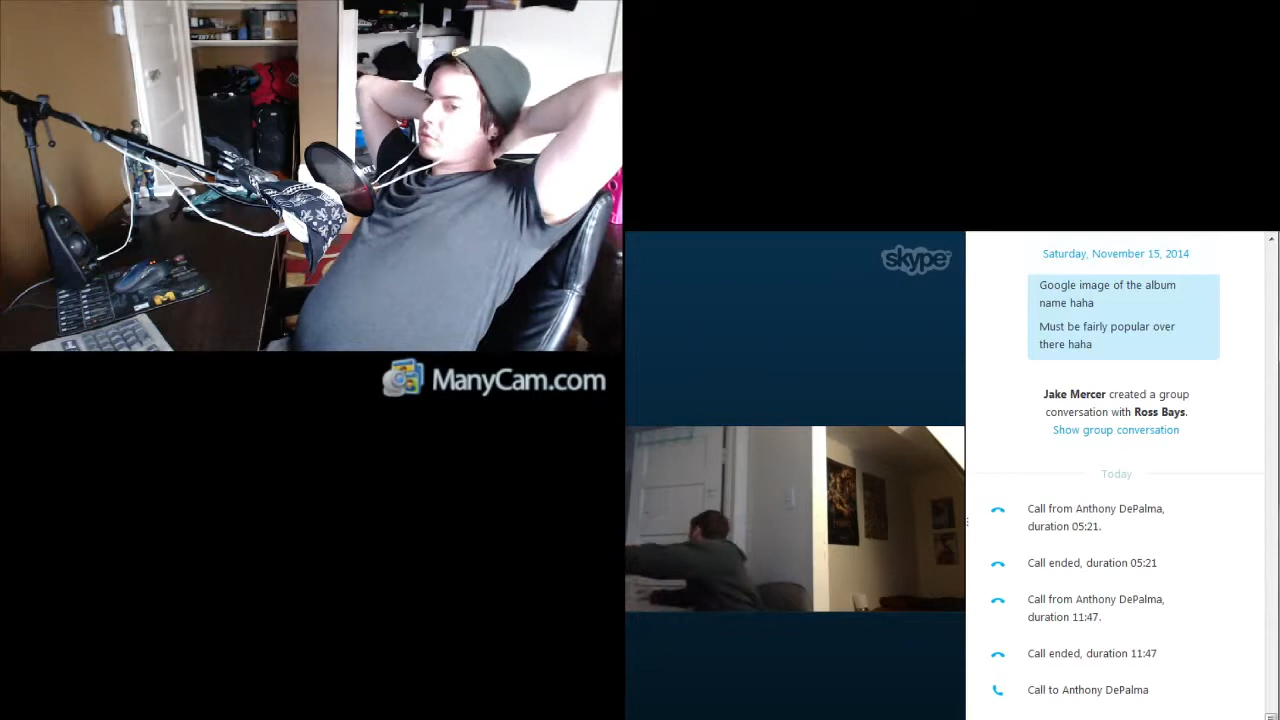 ManyCam.com
skype
Saturday, November 15, 2014
Google image of the album
name haha
Must be fairly popular over
there haha
Jake Mercer created a group
conversation with Ross Bays.
Show group conversation
Today
Call from Anthony DePalma,
duration 05:21.
Call ended, duration 05:21
Call from Anthony DePalma,
duration 11:47.
Call ended, duration 11:47
Call to Anthony DePalma